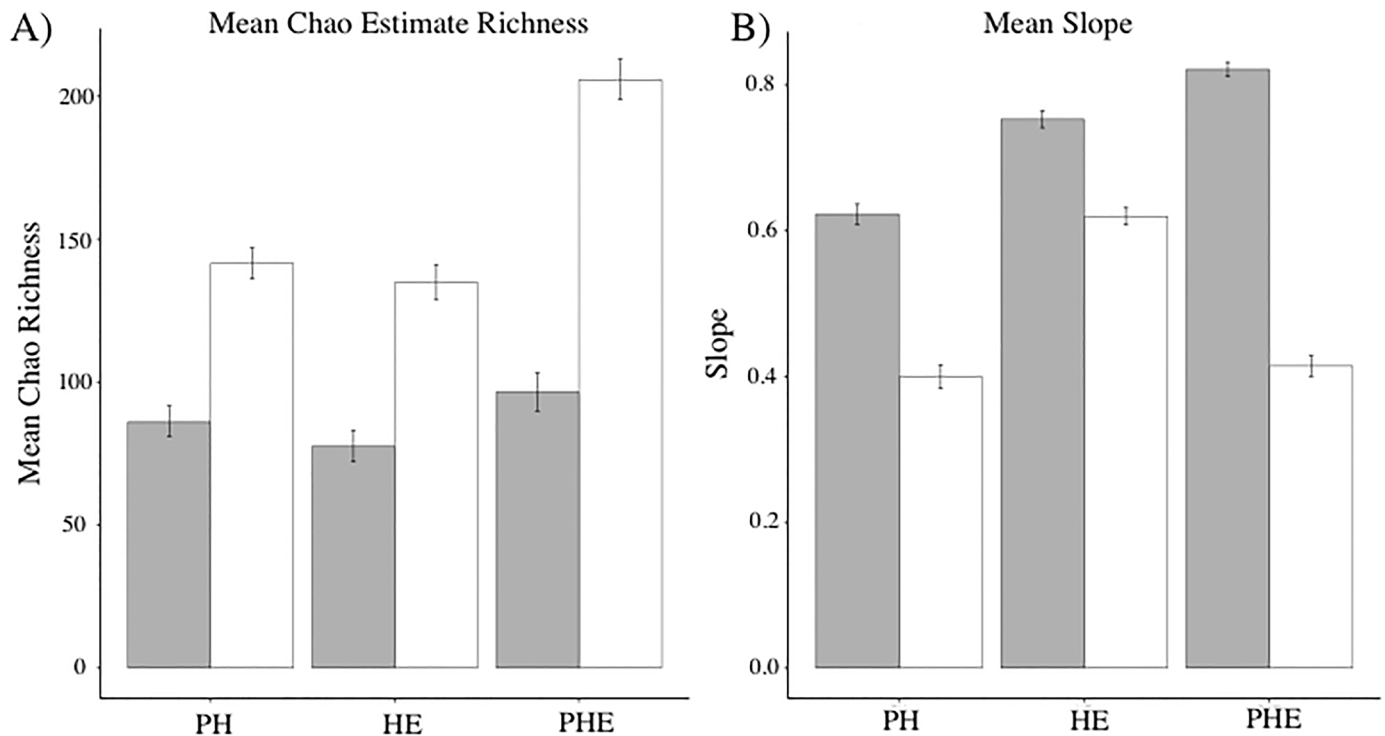 A) Mean Chao Estimate Richness
Mean Chao Richness
200
150
100
50
0
PH HE PHE
B) Mean Slope
Slope
0.8
0.6
0.4
0.2
0.0
PH HE PHE